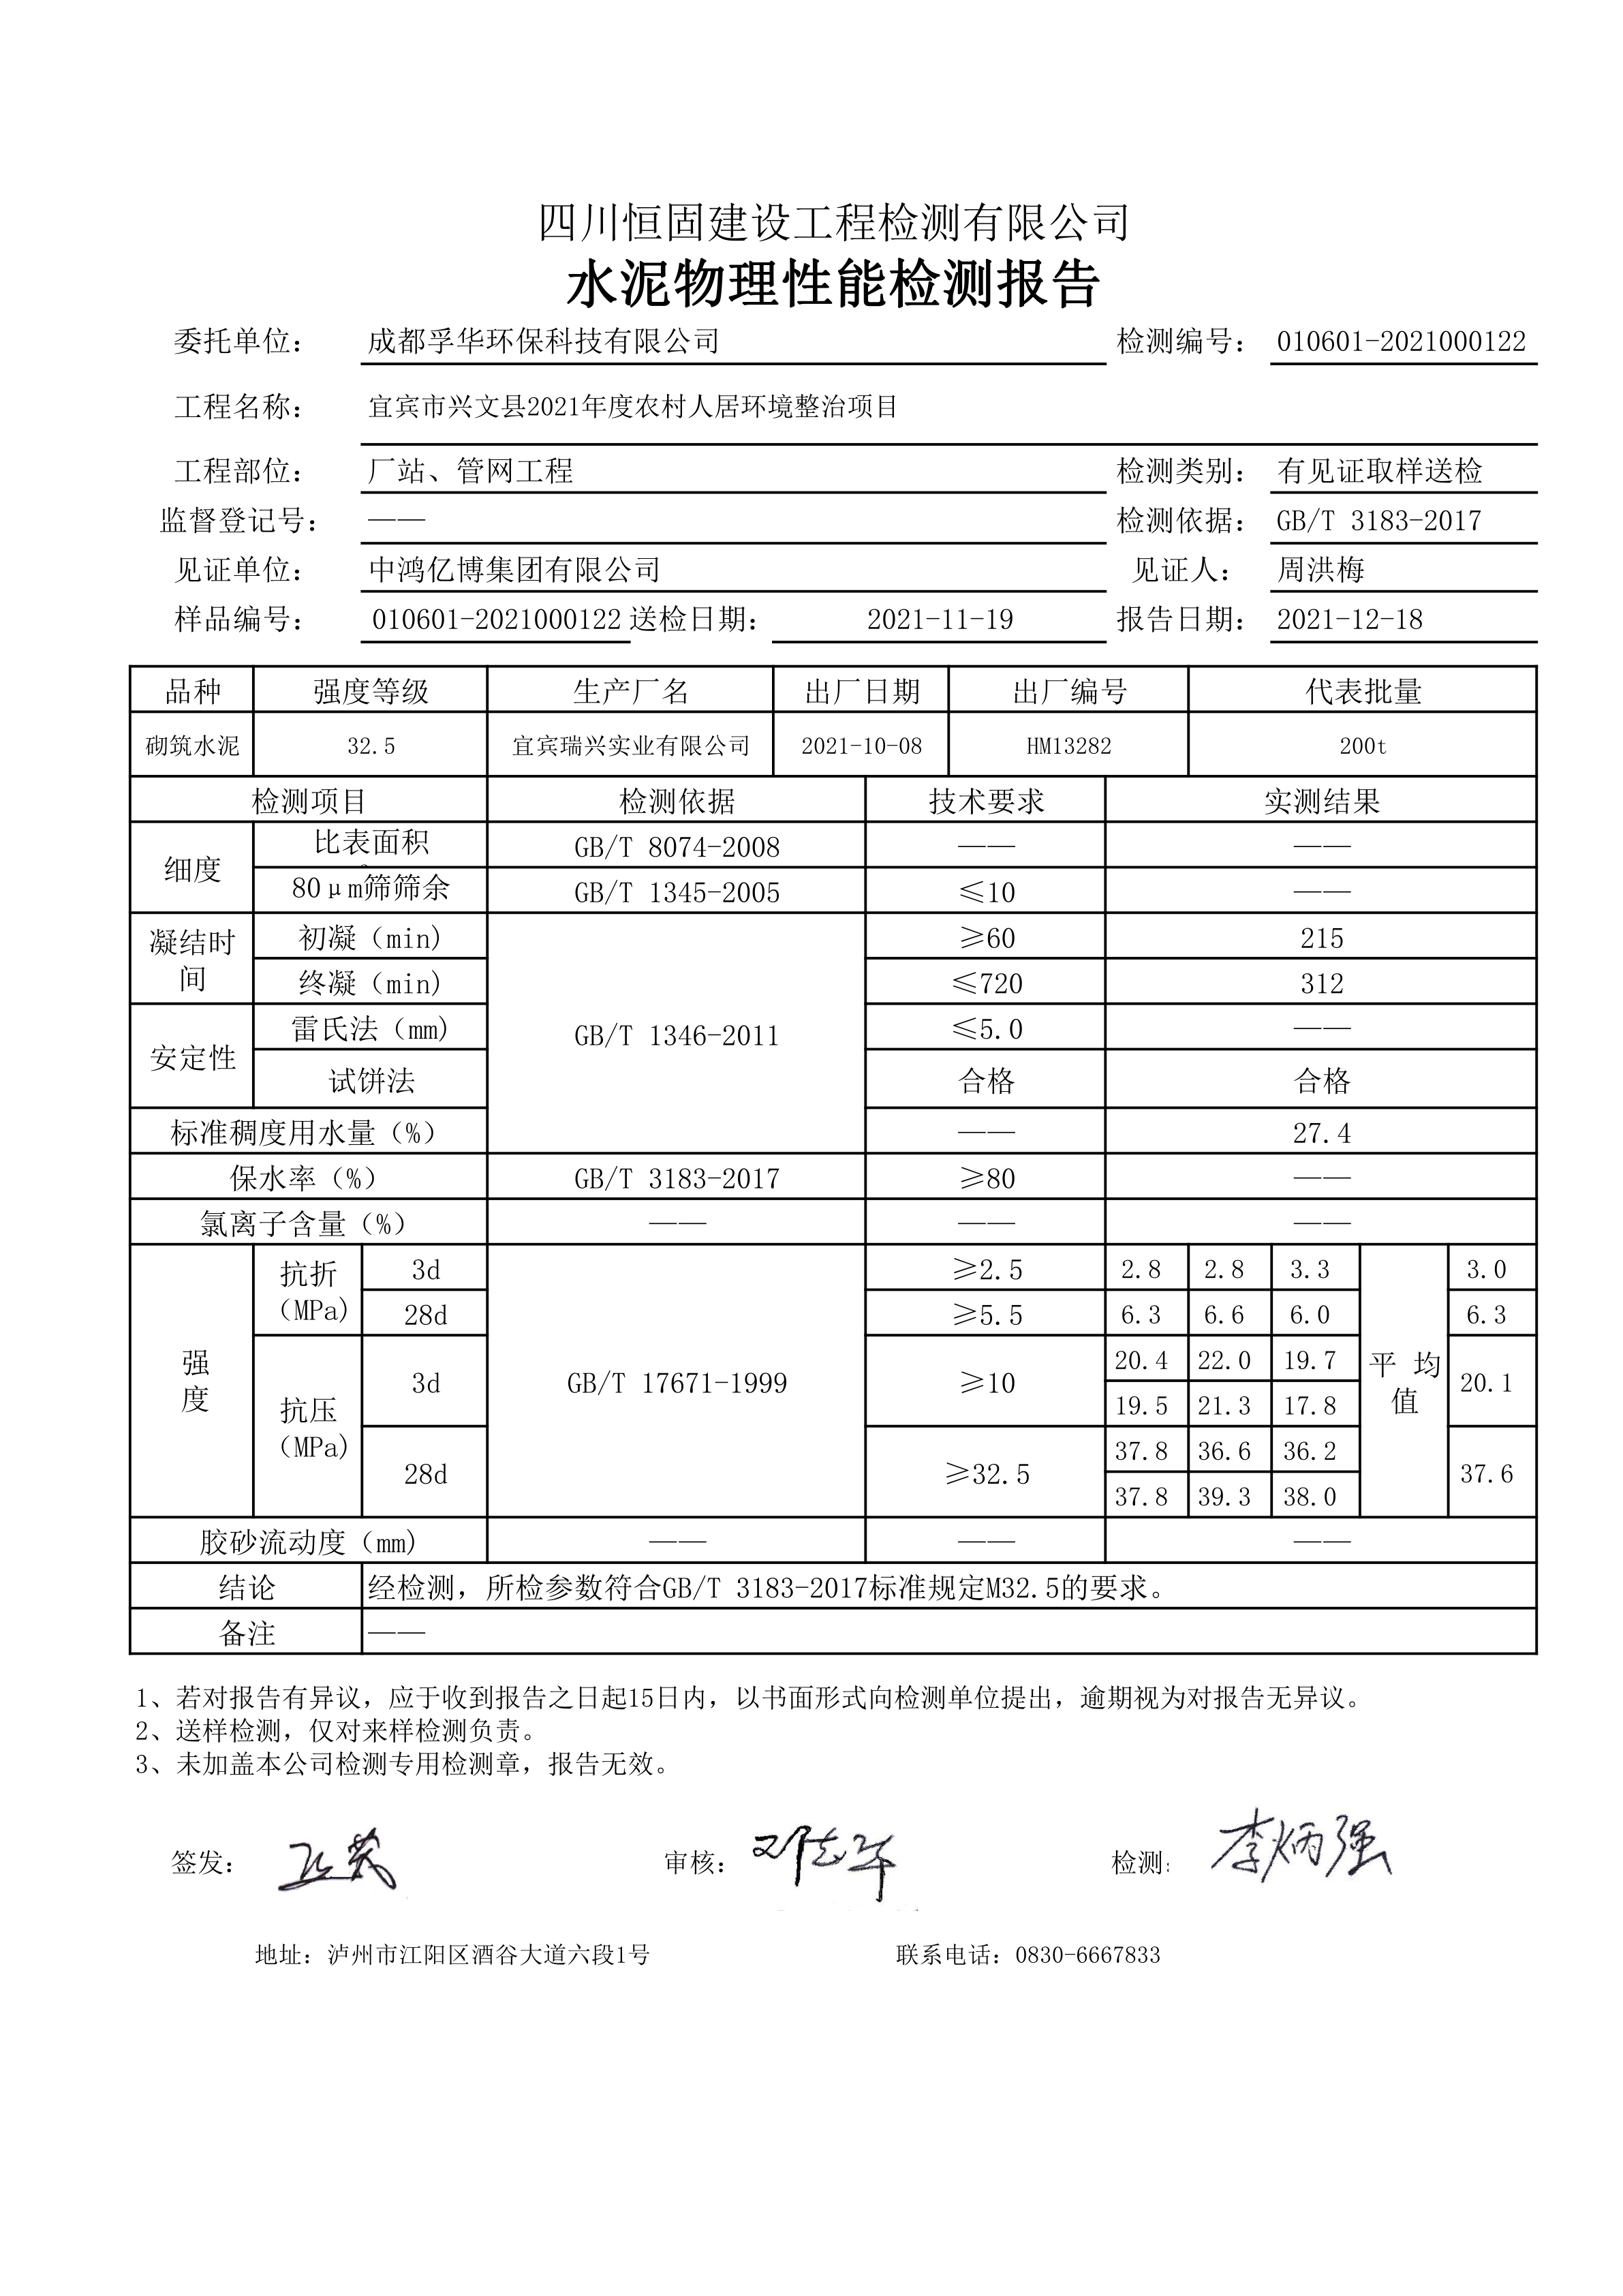 四川恒固建设工程检测有限公司
水泥物理性能检测报告
委托单位： 成都孚华环保科技有限公司 检测编号： 010601-2021000122
工程名称： 宜宾市兴文县2021年度农村人居环境整治项目
工程部位： 厂站、管网工程 检测类别： 有见证取样送检
监督登记号： —— 检测依据： GB/T 3183-2017
见证单位： 中鸿亿博集团有限公司 见证人： 周洪梅
样品编号： 010601-2021000122 送检日期： 2021-11-19 报告日期： 2021-12-18
品种 强度等级 生产厂名 出厂日期 出厂编号 代表批量
砌筑水泥 32.5 宜宾瑞兴实业有限公司 2021-10-08 HM13282 200t
检测项目 检测依据 技术要求 实测结果
细度 比表面积 GB/T 8074-2008 —— ——
80μm筛筛余 GB/T 1345-2005 ≤10 ——
凝结时间 初凝（min) GB/T 1346-2011 ≥60 215
终凝（min) ≤720 312
安定性 雷氏法（mm) ≤5.0 ——
试饼法 合格 合格
标准稠度用水量（%） —— 27.4
保水率（%） GB/T 3183-2017 ≥80 ——
氯离子含量（%） —— —— ——
强度 抗折（MPa) 3d GB/T 17671-1999 ≥2.5 2.8 2.8 3.3 平均值 3.0
28d ≥5.5 6.3 6.6 6.0 6.3
抗压（MPa) 3d ≥10 20.4 22.0 19.7 20.1
19.5 21.3 17.8
28d ≥32.5 37.8 36.6 36.2 37.6
37.8 39.3 38.0
胶砂流动度（mm) —— —— ——
结论 经检测，所检参数符合GB/T 3183-2017标准规定M32.5的要求。
备注 ——
1、若对报告有异议，应于收到报告之日起15日内，以书面形式向检测单位提出，逾期视为对报告无异议。
2、送样检测，仅对来样检测负责。
3、未加盖本公司检测专用检测章，报告无效。
签发： 审核： 邓志军 检测: 李炳强
地址：泸州市江阳区酒谷大道六段1号 联系电话：0830-6667833